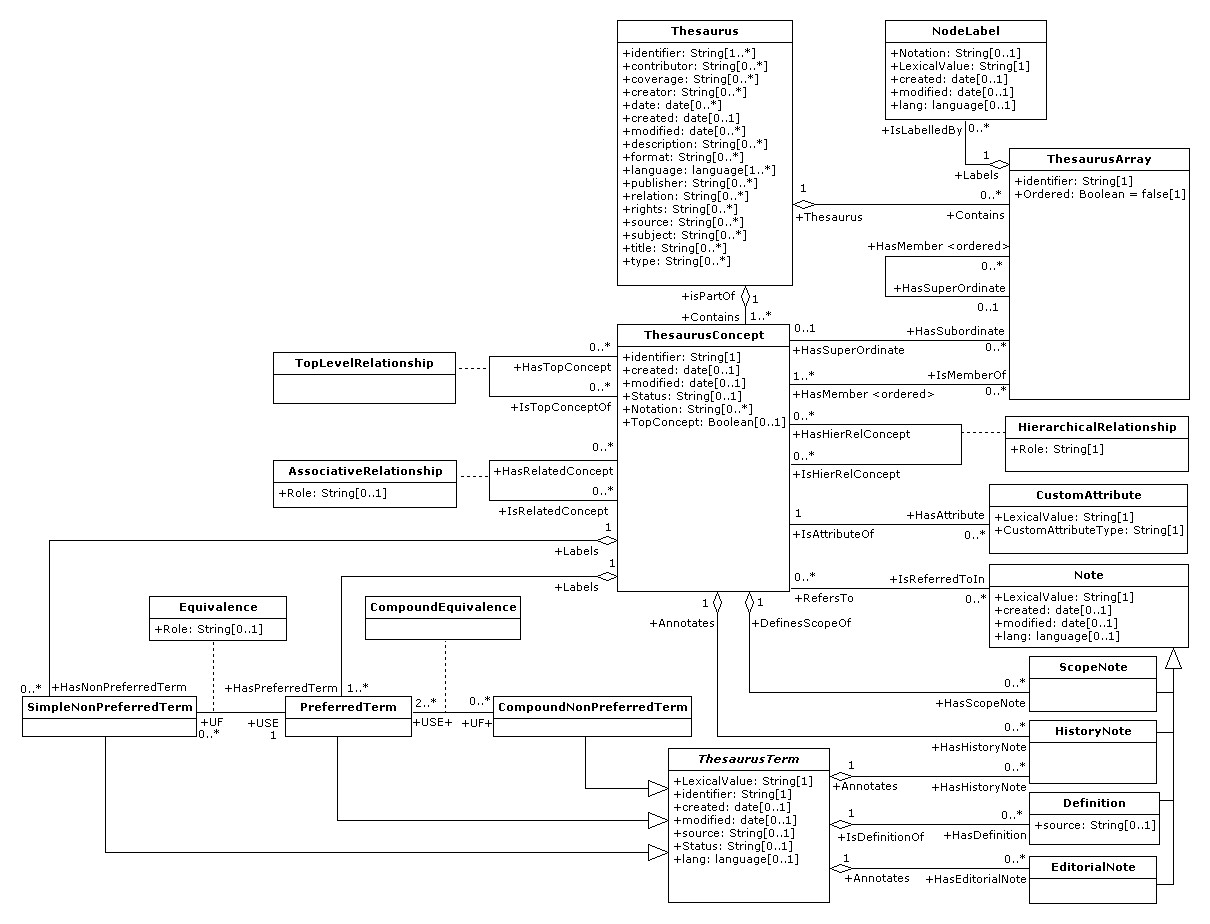 Thesaurus
+identifier: String[1..*]
+contributor: String[0..*]
+coverage: String[0..*]
+creator: String[0..*]
+date: date[0..*]
+created: date[0..1]
+modified: date[0..*]
+description: String[0..*]
+format: String[0..*]
+language: language[1..*]
+publisher: String[0..*]
+relation: String[0..*]
+rights: String[0..*]
+source: String[0..*]
+subject: String[0..*]
+title: String[0..*]
+type: String[0..*]
NodeLabel
+Notation: String[0..1]
+LexicalValue: String[1]
+created: date[0..1]
+modified: date[0..1]
+lang: language[0..1]
+IsLabelledBy
0..*
1
+Labels
ThesaurusArray
+identifier: String[1]
+Ordered: Boolean = false[1]
1
+Thesaurus
0..*
+Contains
+HasMember <ordered>
0..*
+HasSuperOrdinate
0..1
+isPartOf
1
+Contains
1..*
ThesaurusConcept
+identifier: String[1]
+created: date[0..1]
+modified: date[0..1]
+Status: String[0..1]
+Notation: String[0..*]
+TopConcept: Boolean[0..1]
0..1
+HasSuperOrdinate
+HasSubordinate
0..*
1..*
+HasMember <ordered>
+IsMemberOf
0..*
TopLevelRelationship
0..*
+HasTopConcept
0..*
+IsTopConceptOf
0..*
+HasHierRelConcept
0..*
+IsHierRelConcept
HierarchicalRelationship
+Role: String[1]
AssociativeRelationship
+Role: String[0..1]
0..*
+HasRelatedConcept
0..*
+IsRelatedConcept
1
+IsAttributeOf
+HasAttribute
0..*
CustomAttribute
+LexicalValue: String[1]
+CustomAttributeType: String[1]
1
+Labels
1
+Labels
0..*
+RefersTo
+IsReferredToIn
0..*
Note
+LexicalValue: String[1]
+created: date[0..1]
+modified: date[0..1]
+lang: language[0..1]
1
+Annotates
1
+DefinesScopeOf
Equivalence
+Role: String[0..1]
CompoundEquivalence
ScopeNote
0..*
+HasScopeNote
0..*
+HasNonPreferredTerm
+HasPreferredTerm
1..*
SimpleNonPreferredTerm
+UF
0..*
+USE
1
PreferredTerm
2..*
+USE+
0..*
+UF+
CompoundNonPreferredTerm
HistoryNote
0..*
+HasHistoryNote
ThesaurusTerm
+LexicalValue: String[1]
+identifier: String[1]
+created: date[0..1]
+modified: date[0..1]
+source: String[0..1]
+Status: String[0..1]
+lang: language[0..1]
1
+Annotates
0..*
+HasHistoryNote
1
+IsDefinitionOf
0..*
+HasDefinition
Definition
+source: String[0..1]
1
+Annotates
0..*
+HasEditorialNote
EditorialNote